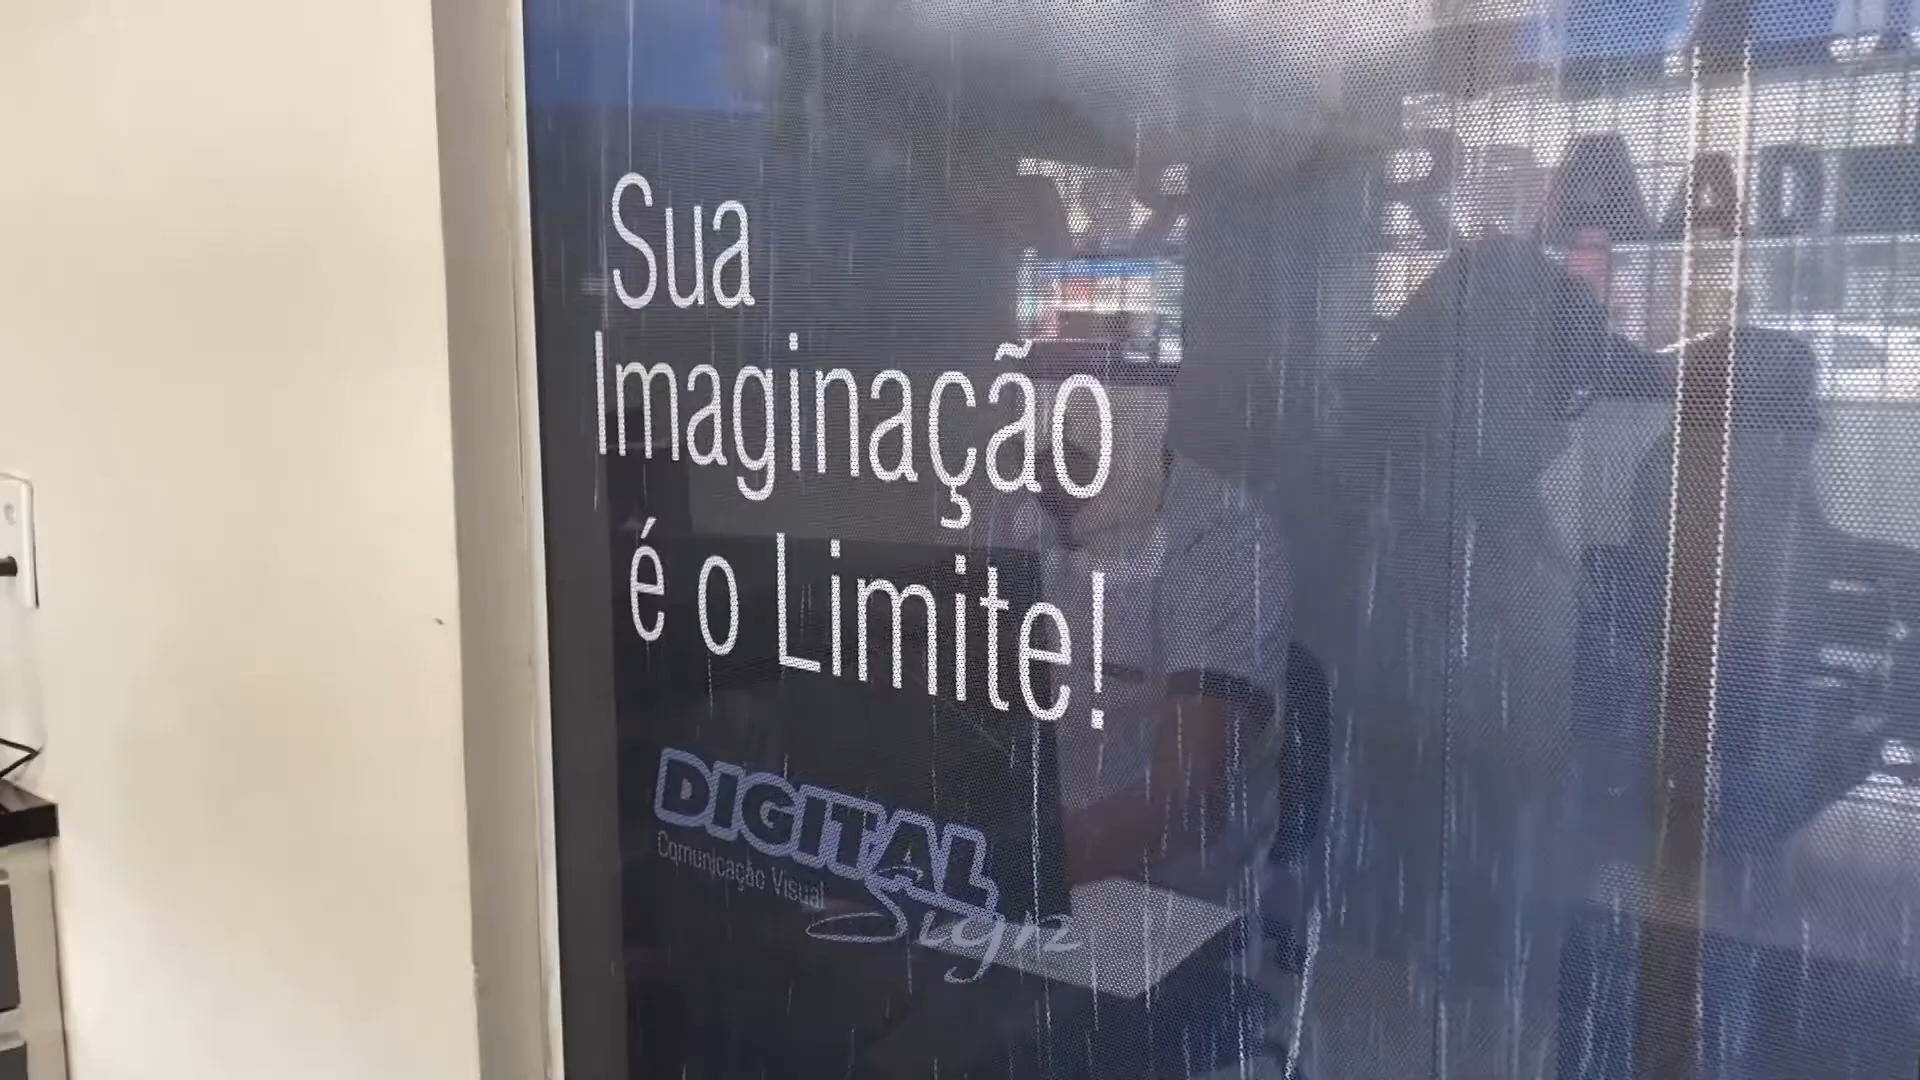 Sua
Imaginação
é o Limite!
DIGITAL
Comunicação Visual
Sign